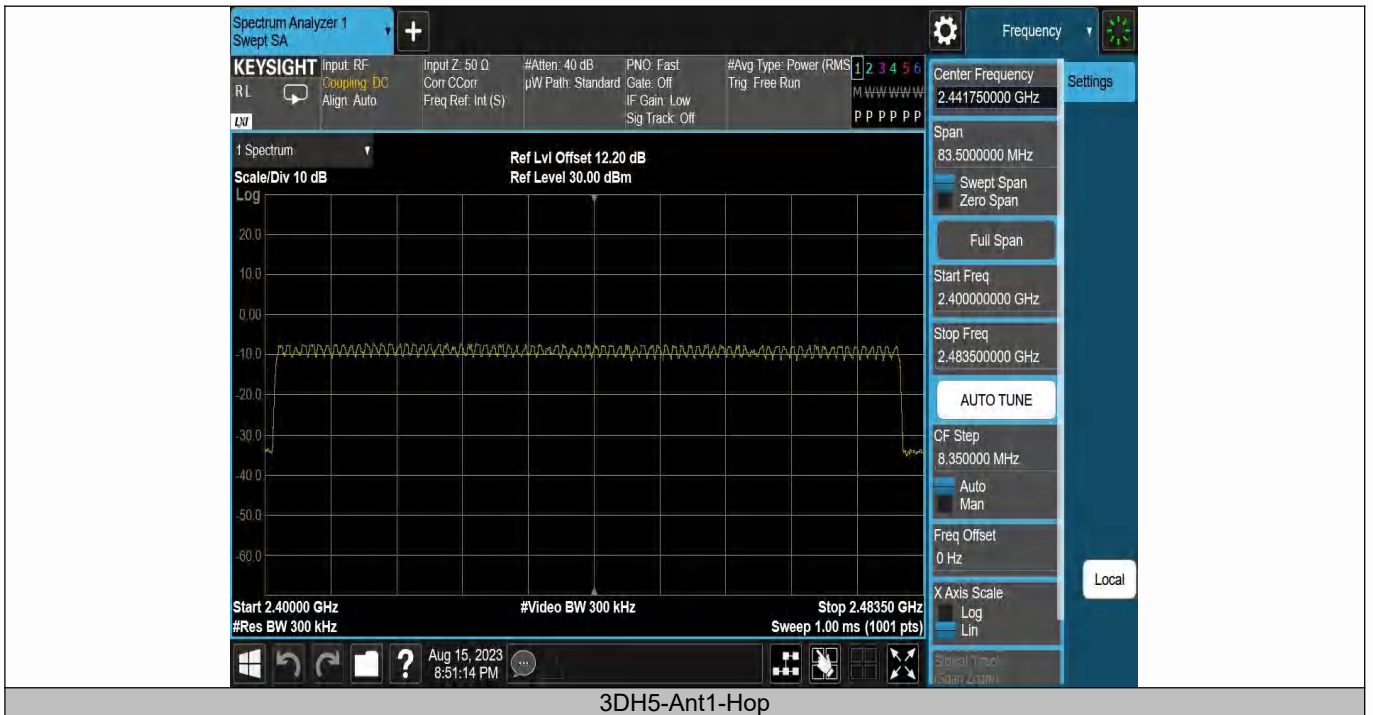 Spectrum Analyzer 1
Swept SA
+
Frequency
KEYSIGHT
RL
LXI
Input: RF
Coupling: DC
Align: Auto
Input Z: 50 Ω
Corr CCorr
Freq Ref: Int (S)
#Atten: 40 dB
µW Path: Standard
PNO: Fast
Gate: Off
IF Gain: Low
Sig Track: Off
#Avg Type: Power (RMS
Trig: Free Run
1 2 3 4 5 6
M W W W W W
P P P P P P
1 Spectrum
Scale/Div 10 dB
Ref Lvl Offset 12.20 dB
Ref Level 30.00 dBm
Log
20.0
10.0
0.00
-10.0
-20.0
-30.0
-40.0
-50.0
-60.0
Start 2.40000 GHz
#Res BW 300 kHz
#Video BW 300 kHz
Stop 2.48350 GHz
Sweep 1.00 ms (1001 pts)
Center Frequency
2.441750000 GHz
Settings
Span
83.5000000 MHz
Swept Span
Zero Span
Full Span
Start Freq
2.400000000 GHz
Stop Freq
2.483500000 GHz
AUTO TUNE
CF Step
8.350000 MHz
Auto
Man
Freq Offset
0 Hz
X Axis Scale
Log
Lin
Signal Track
(Span Zoom)
Local
?
Aug 15, 2023
8:51:14 PM
3DH5-Ant1-Hop